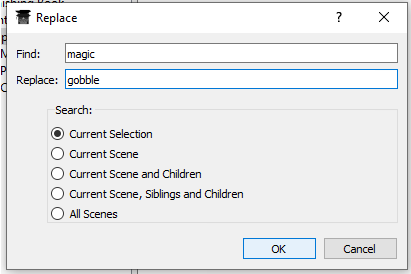 Replace
Find: magic
Replace: gobble
Search:
Current Selection
Current Scene
Current Scene and Children
Current Scene, Siblings and Children
All Scenes
OK Cancel